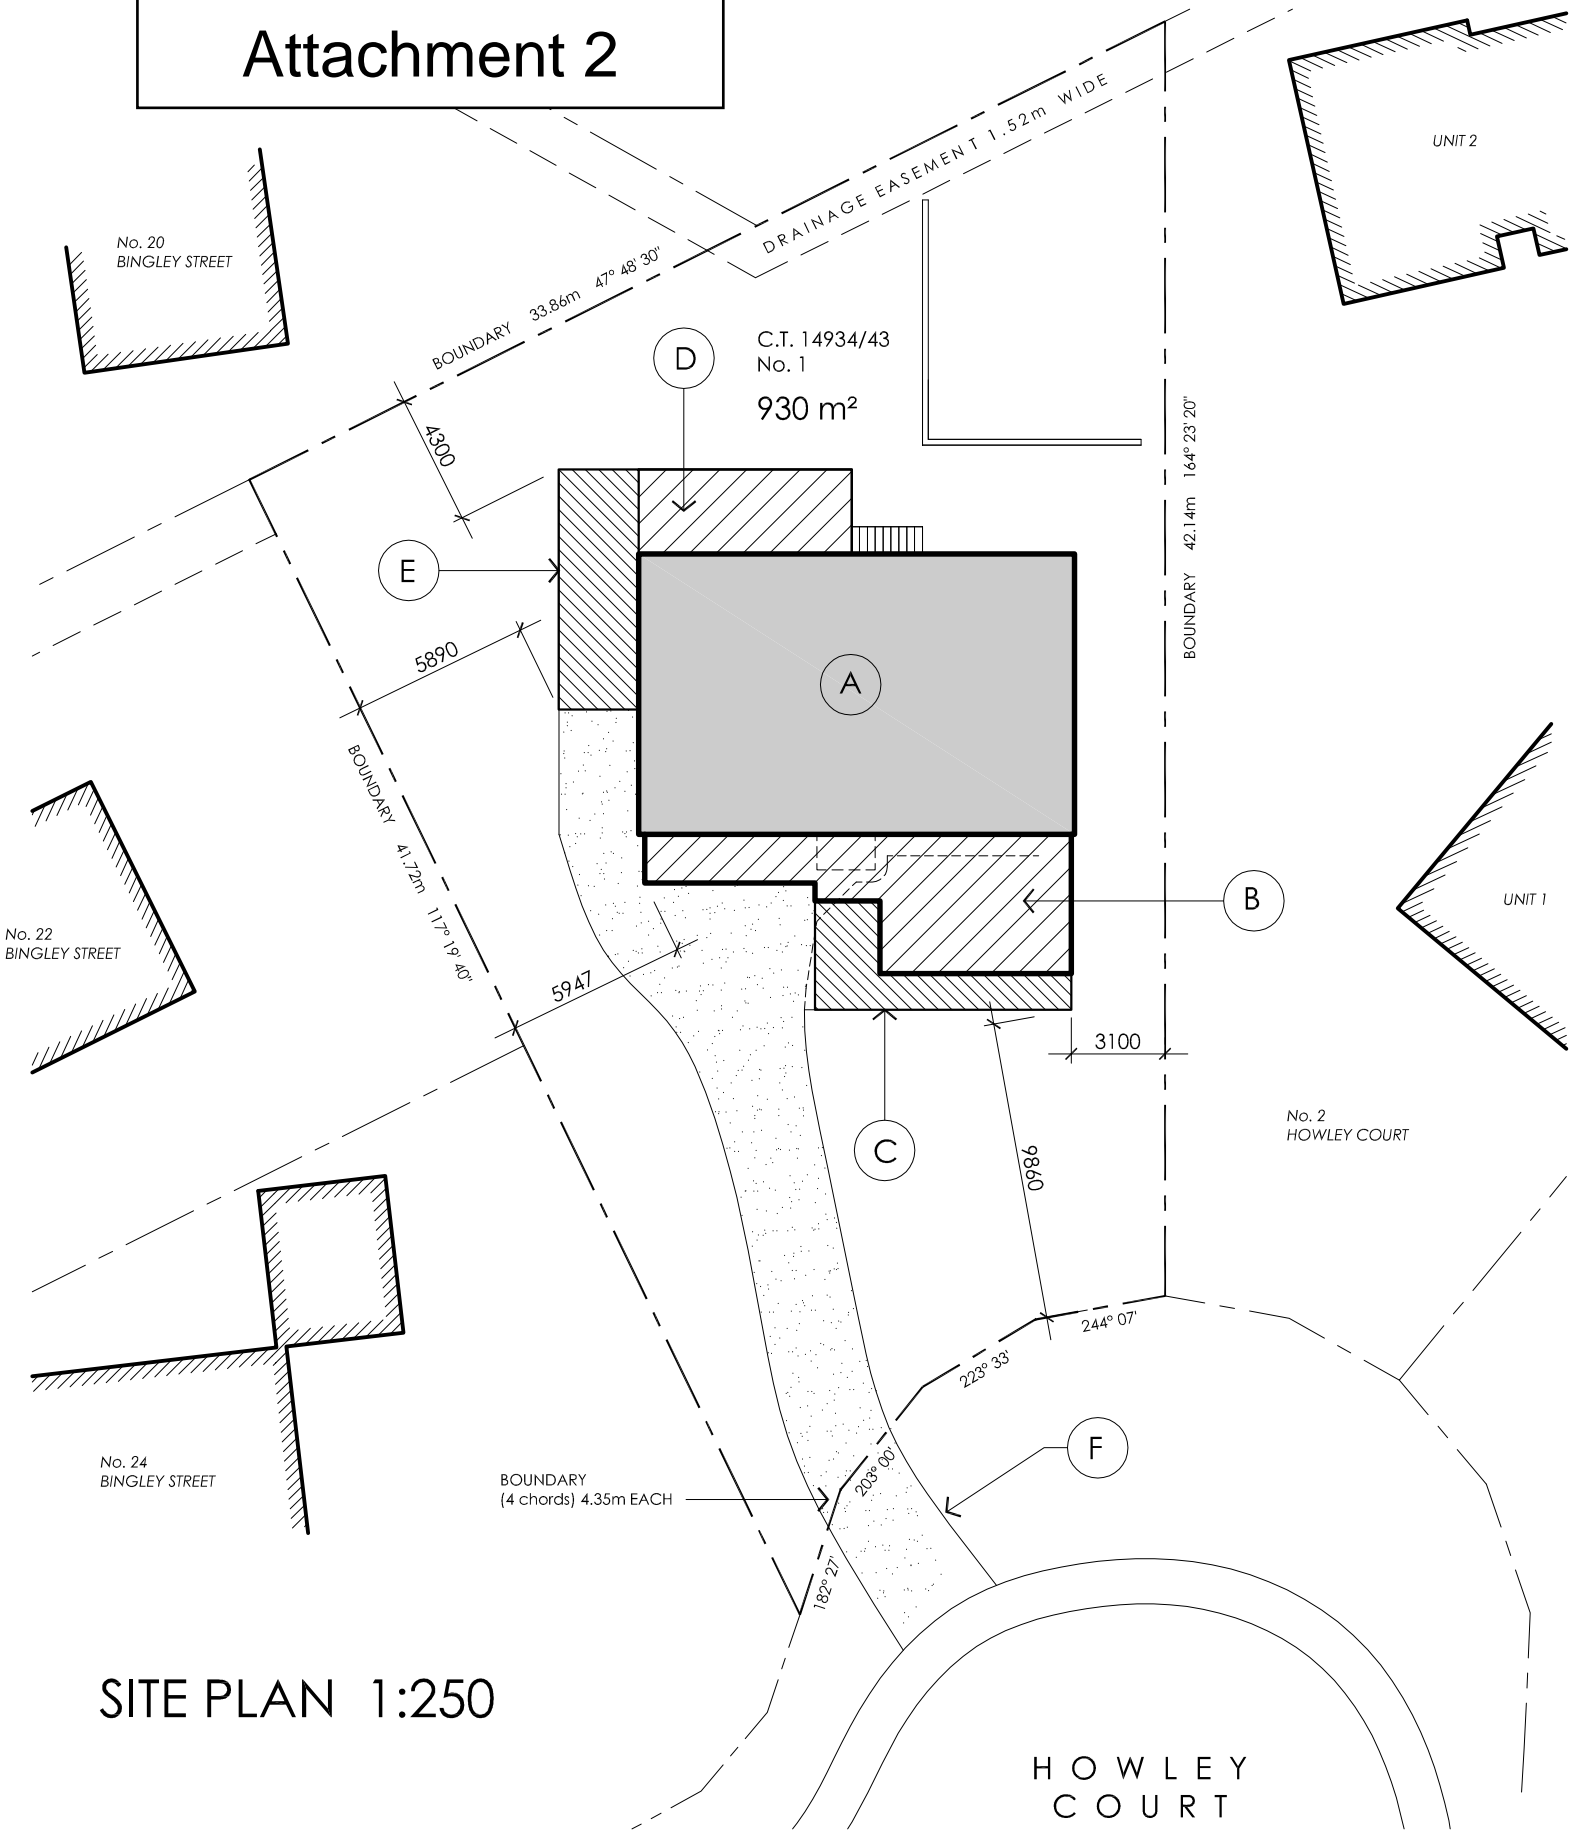 Attachment 2
DRAINAGE EASEMENT 1.52m WIDE
UNIT 2
No. 20
BINGLEY STREET
BOUNDARY 33.86m 47° 48' 30"
D
C.T. 14934/43
No. 1
930 m²
4300
BOUNDARY 42.14m 164° 23' 20"
E
5890
A
BOUNDARY 41.72m 117° 19' 40"
B
UNIT 1
No. 22
BINGLEY STREET
5947
3100
C
9860
No. 2
HOWLEY COURT
244° 07'
223° 33'
F
No. 24
BINGLEY STREET
BOUNDARY
(4 chords) 4.35m EACH
203° 00'
182° 27'
SITE PLAN 1:250
HOWLEY
COURT